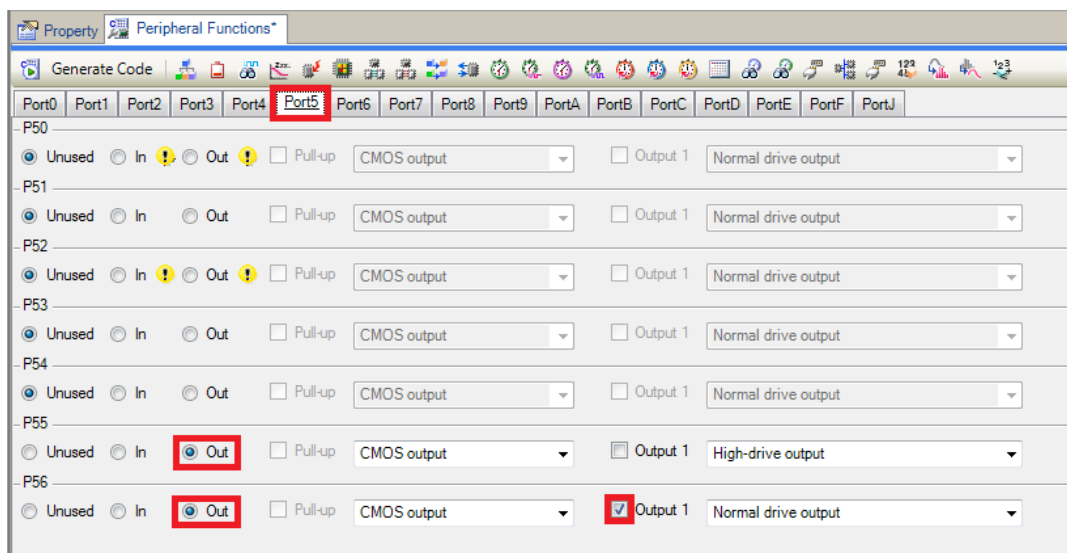 Property Peripheral Functions*
Generate Code
Port0 Port1 Port2 Port3 Port4 Port5 Port6 Port7 Port8 Port9 PortA PortB PortC PortD PortE PortF PortJ
P50
Unused In Out Pull-up CMOS output Output 1 Normal drive output
P51
Unused In Out Pull-up CMOS output Output 1 Normal drive output
P52
Unused In Out Pull-up CMOS output Output 1 Normal drive output
P53
Unused In Out Pull-up CMOS output Output 1 Normal drive output
P54
Unused In Out Pull-up CMOS output Output 1 Normal drive output
P55
Unused In Out Pull-up CMOS output Output 1 High-drive output
P56
Unused In Out Pull-up CMOS output Output 1 Normal drive output